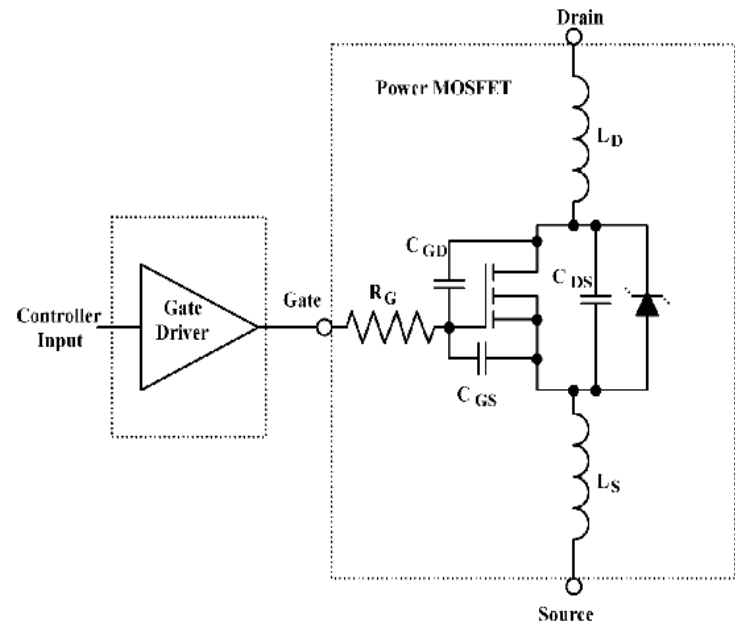 Drain
Power MOSFET
L D
C GD
C DS
Gate
R G
Controller
Input
Gate
Driver
C GS
L S
Source